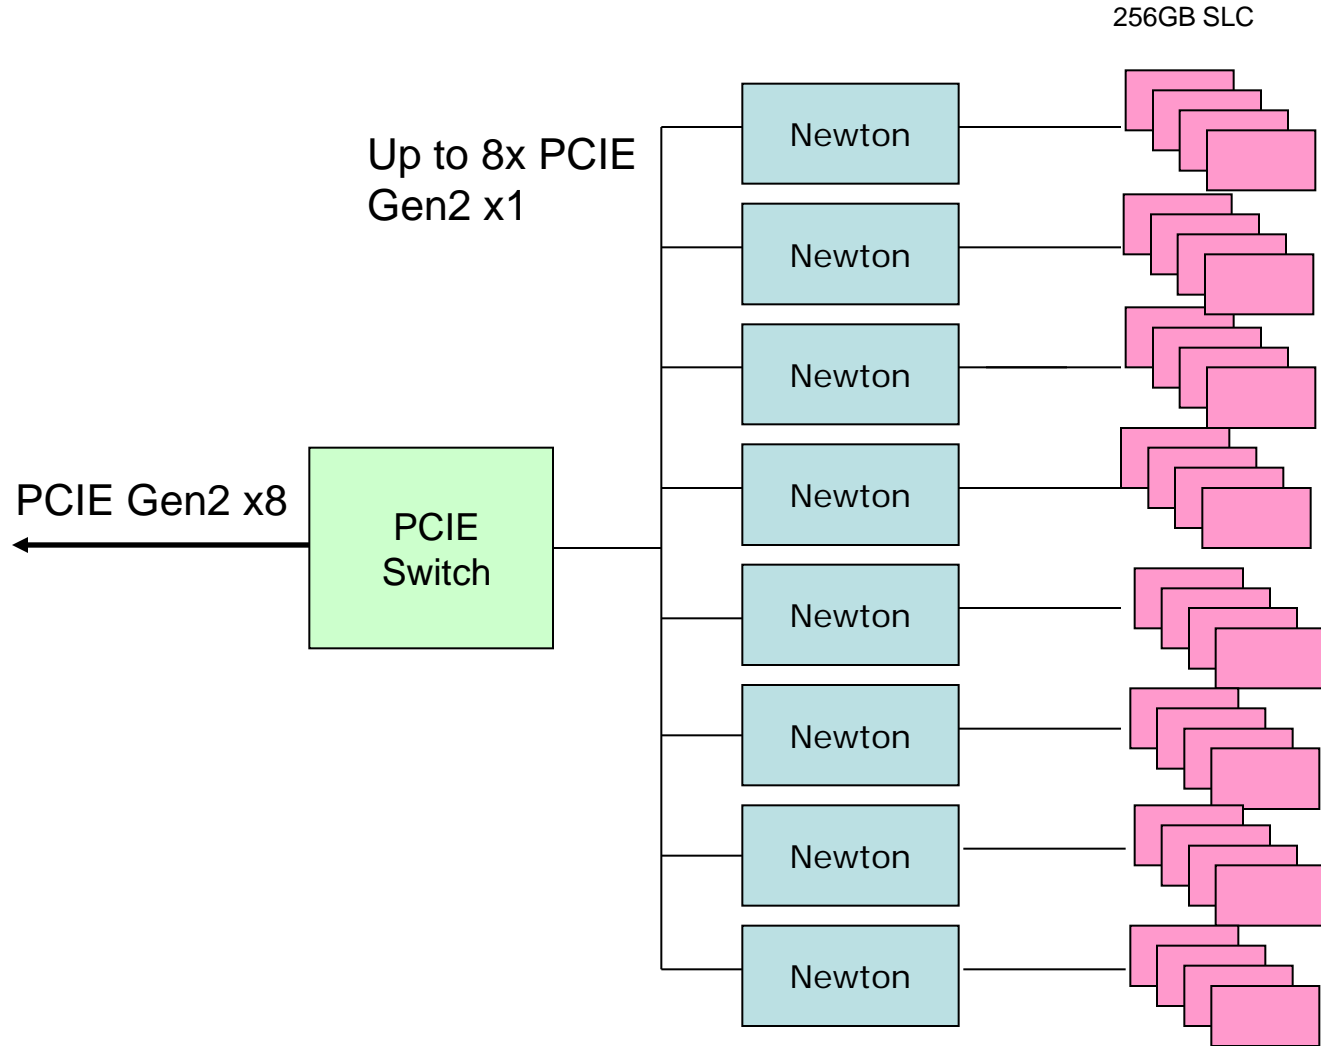 256GB SLC
Up to 8x PCIE
Gen2 x1
Newton
Newton
Newton
Newton
PCIE Gen2 x8
PCIE
Switch
Newton
Newton
Newton
Newton